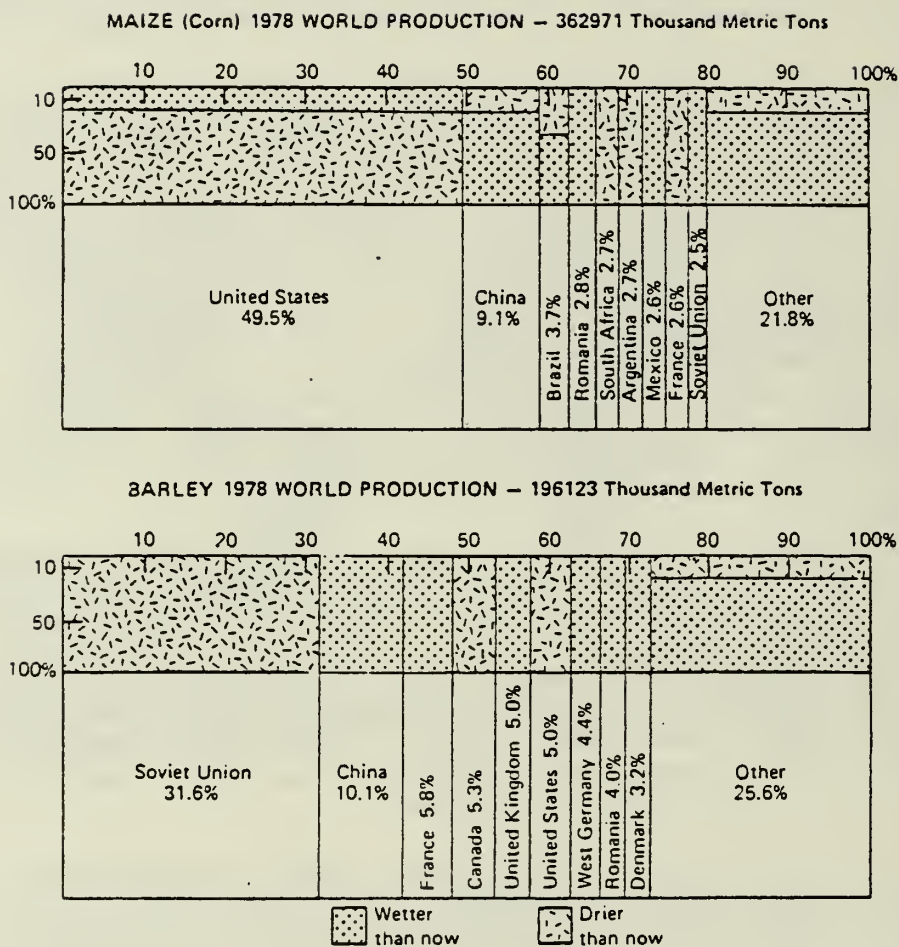 MAIZE (Corn) 1978 WORLD PRODUCTION – 362971 Thousand Metric Tons
10 20 30 40 50 60 70 80 90 100%
10
50
100%
United States
49.5%
China
9.1%
Brazil 3.7%
Romania 2.8%
South Africa 2.7%
Argentina 2.7%
Mexico 2.6%
France 2.6%
Soviet Union 2.5%
Other
21.8%
BARLEY 1978 WORLD PRODUCTION – 196123 Thousand Metric Tons
10 20 30 40 50 60 70 80 90 100%
10
50
100%
Soviet Union
31.6%
China
10.1%
France 5.8%
Canada 5.3%
United Kingdom 5.0%
United States 5.0%
West Germany 4.4%
Romania 4.0%
Denmark 3.2%
Other
25.6%
Wetter
than now
Drier
than now